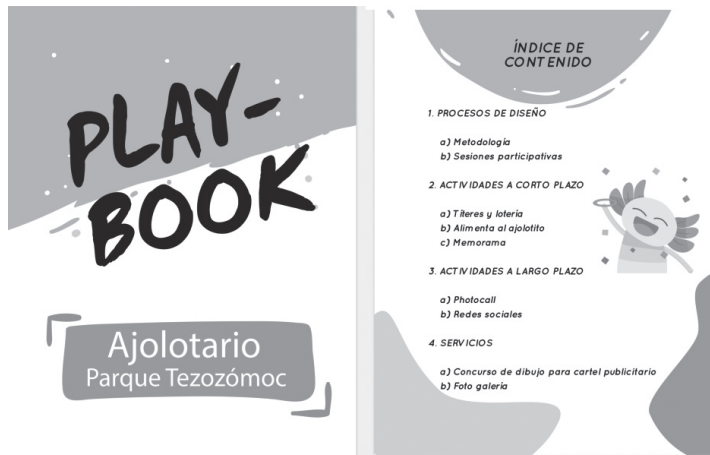 PLAY-
BOOK
Ajolotario
Parque Tezozómoc
ÍNDICE DE
CONTENIDO
1. PROCESOS DE DISEÑO
a) Metodología
b) Sesiones participativas
2. ACTIVIDADES A CORTO PLAZO
a) Títeres y lotería
b) Alimenta al ajolotito
c) Memorama
3. ACTIVIDADES A LARGO PLAZO
a) Photocall
b) Redes sociales
4. SERVICIOS
a) Concurso de dibujo para cartel publicitario
b) Foto galería